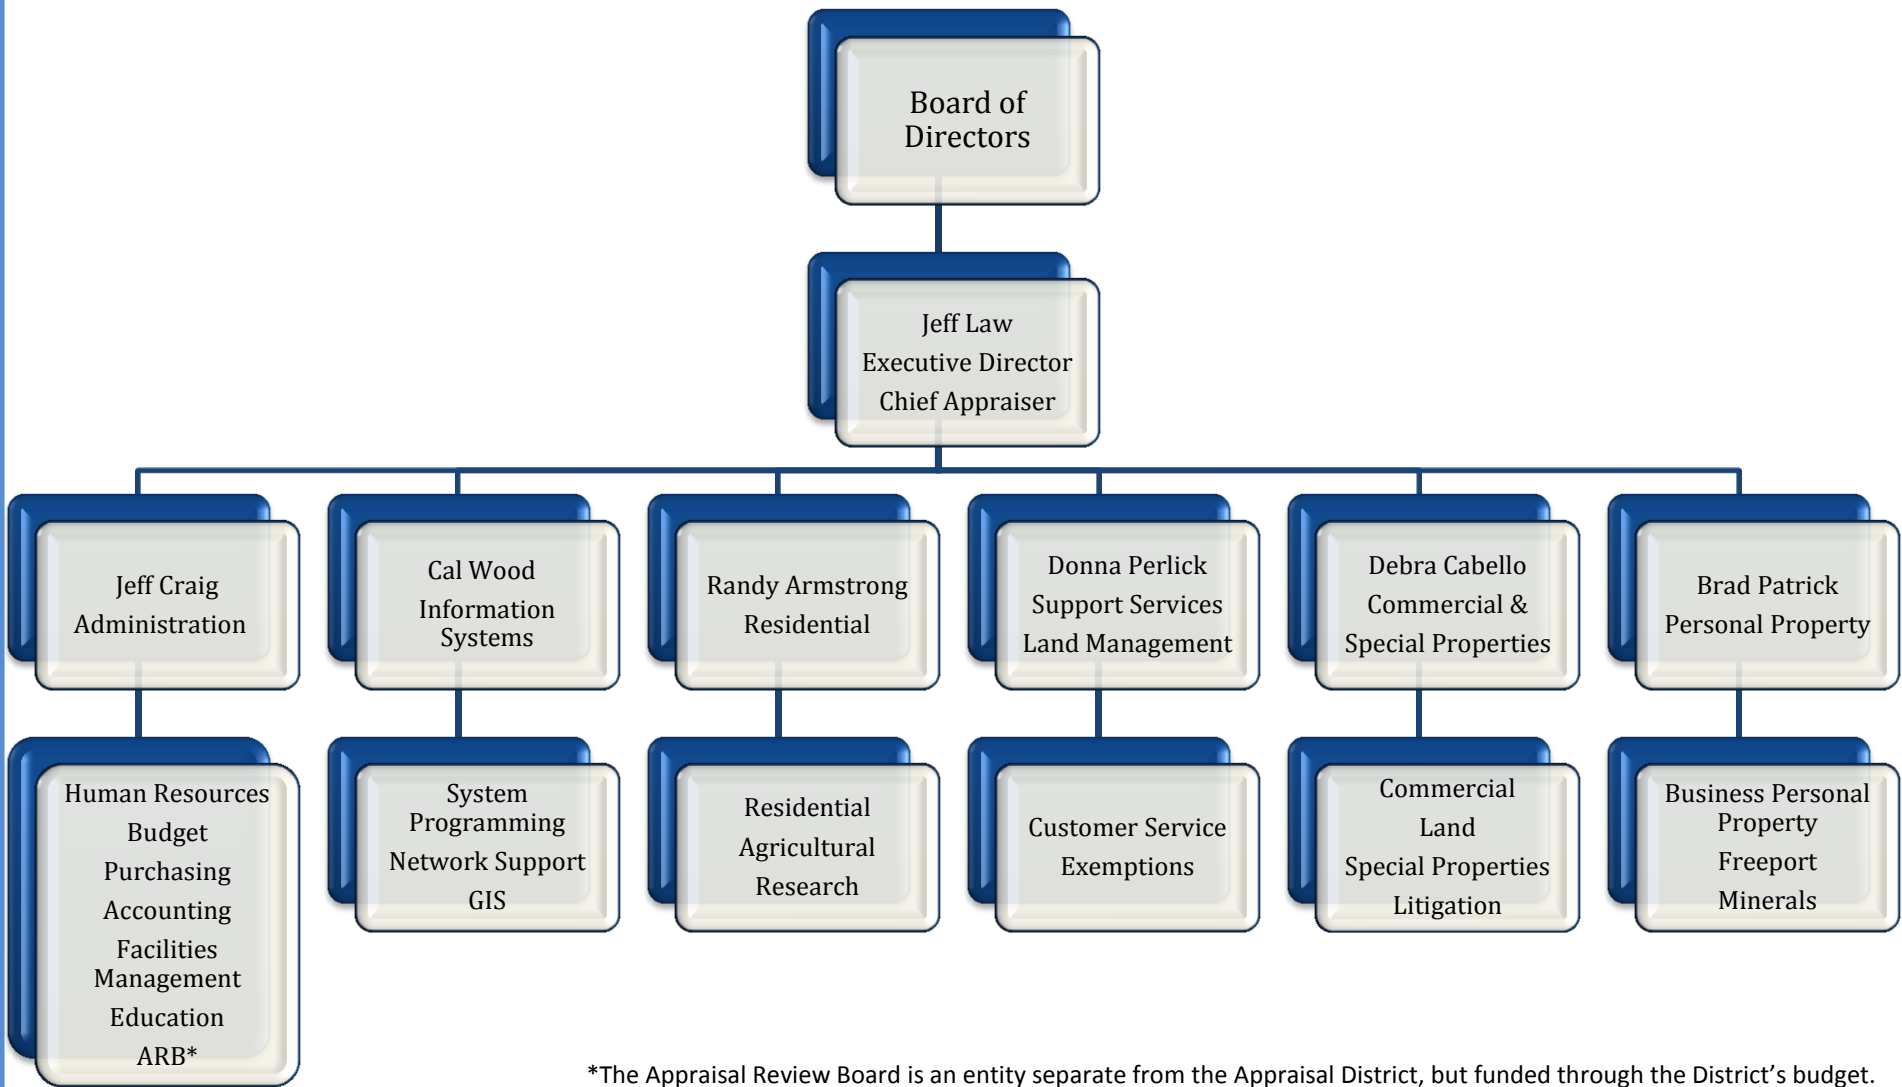 Board of
Directors
Jeff Law
Executive Director
Chief Appraiser
Jeff Craig
Administration
Cal Wood
Information
Systems
Randy Armstrong
Residential
Donna Perlick
Support Services
Land Management
Debra Cabello
Commercial &
Special Properties
Brad Patrick
Personal Property
Human Resources
Budget
Purchasing
Accounting
Facilities
Management
Education
ARB*
System
Programming
Network Support
GIS
Residential
Agricultural
Research
Customer Service
Exemptions
Commercial
Land
Special Properties
Litigation
Business Personal
Property
Freeport
Minerals
*The Appraisal Review Board is an entity separate from the Appraisal District, but funded through the District’s budget.